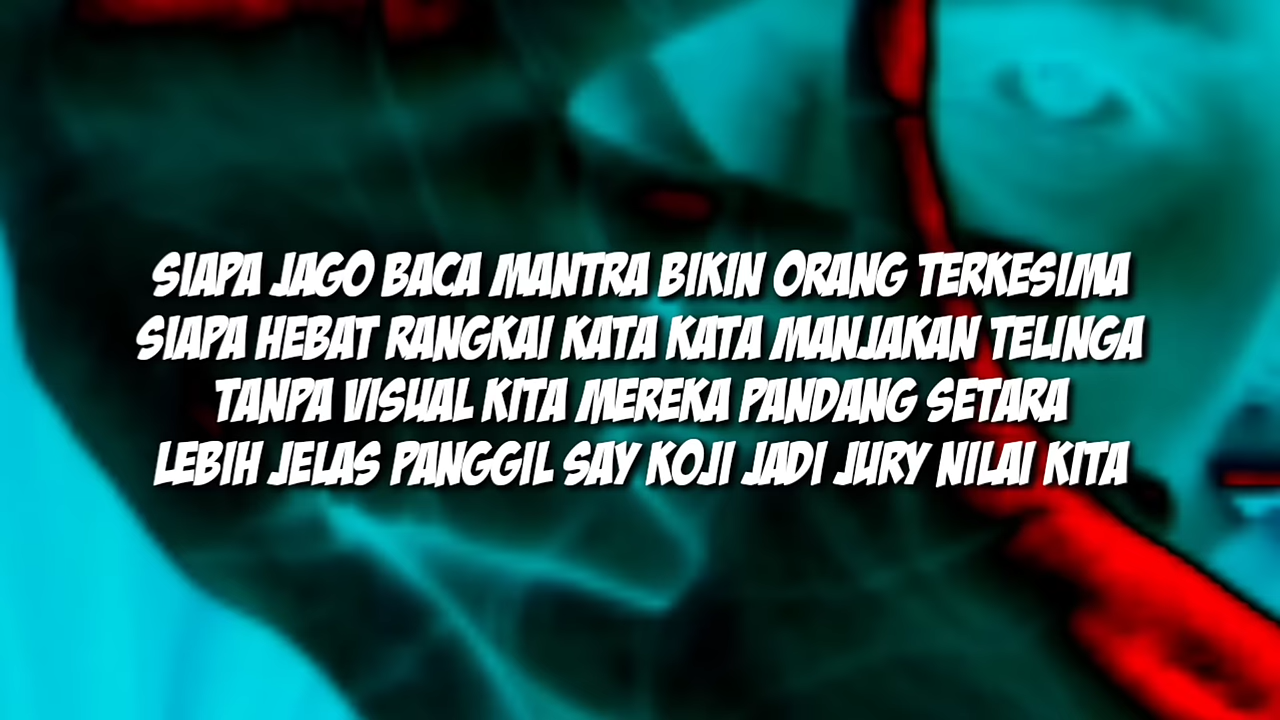 SIAPA JAGO BACA MANTRA BIKIN ORANG TERKESIMA
SIAPA HEBAT RANGKAI KATA KATA MANJAKAN TELINGA
TANPA VISUAL KITA MEREKA PANDANG SETARA
LEBIH JELAS PANGGIL SAY KOJI JADI JURY NILAI KITA